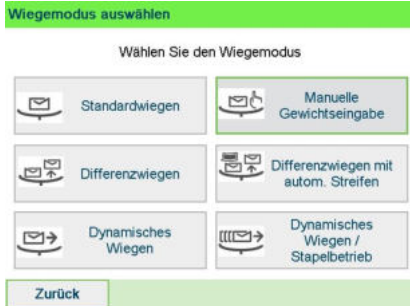 Wiegemodus auswählen
Wählen Sie den Wiegemodus
Standardwiegen
Manuelle
Gewichtseingabe
Differenzwiegen
Differenzwiegen mit
autom. Streifen
Dynamisches
Wiegen
Dynamisches
Wiegen /
Stapelbetrieb
Zurück